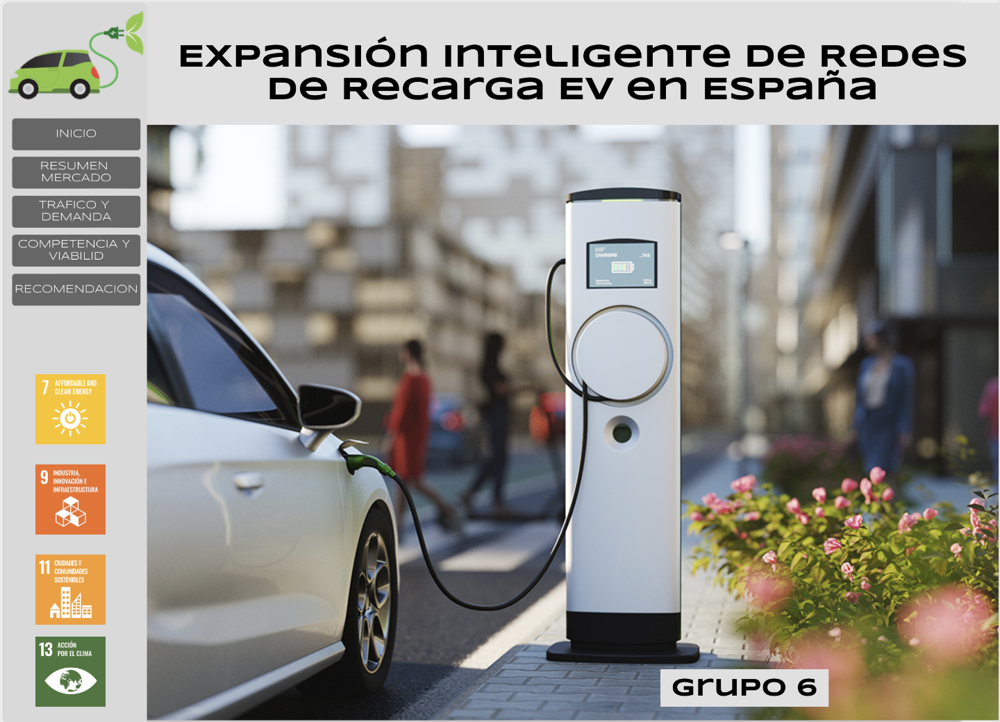 Expansión Inteligente de Redes
de Recarga EV en España
INICIO
RESUMEN
MERCADO
TRÁFICO Y
DEMANDA
COMPETENCIA Y
VIABILID
RECOMENDACION
7 AFFORDABLE AND
CLEAN ENERGY
9 INDUSTRIA,
INNOVACIÓN E
INFRAESTRUCTURA
11 CIUDADES Y
COMUNIDADES
SOSTENIBLES
13 ACCIÓN
POR EL CLIMA
CHARGING
74%
Grupo 6